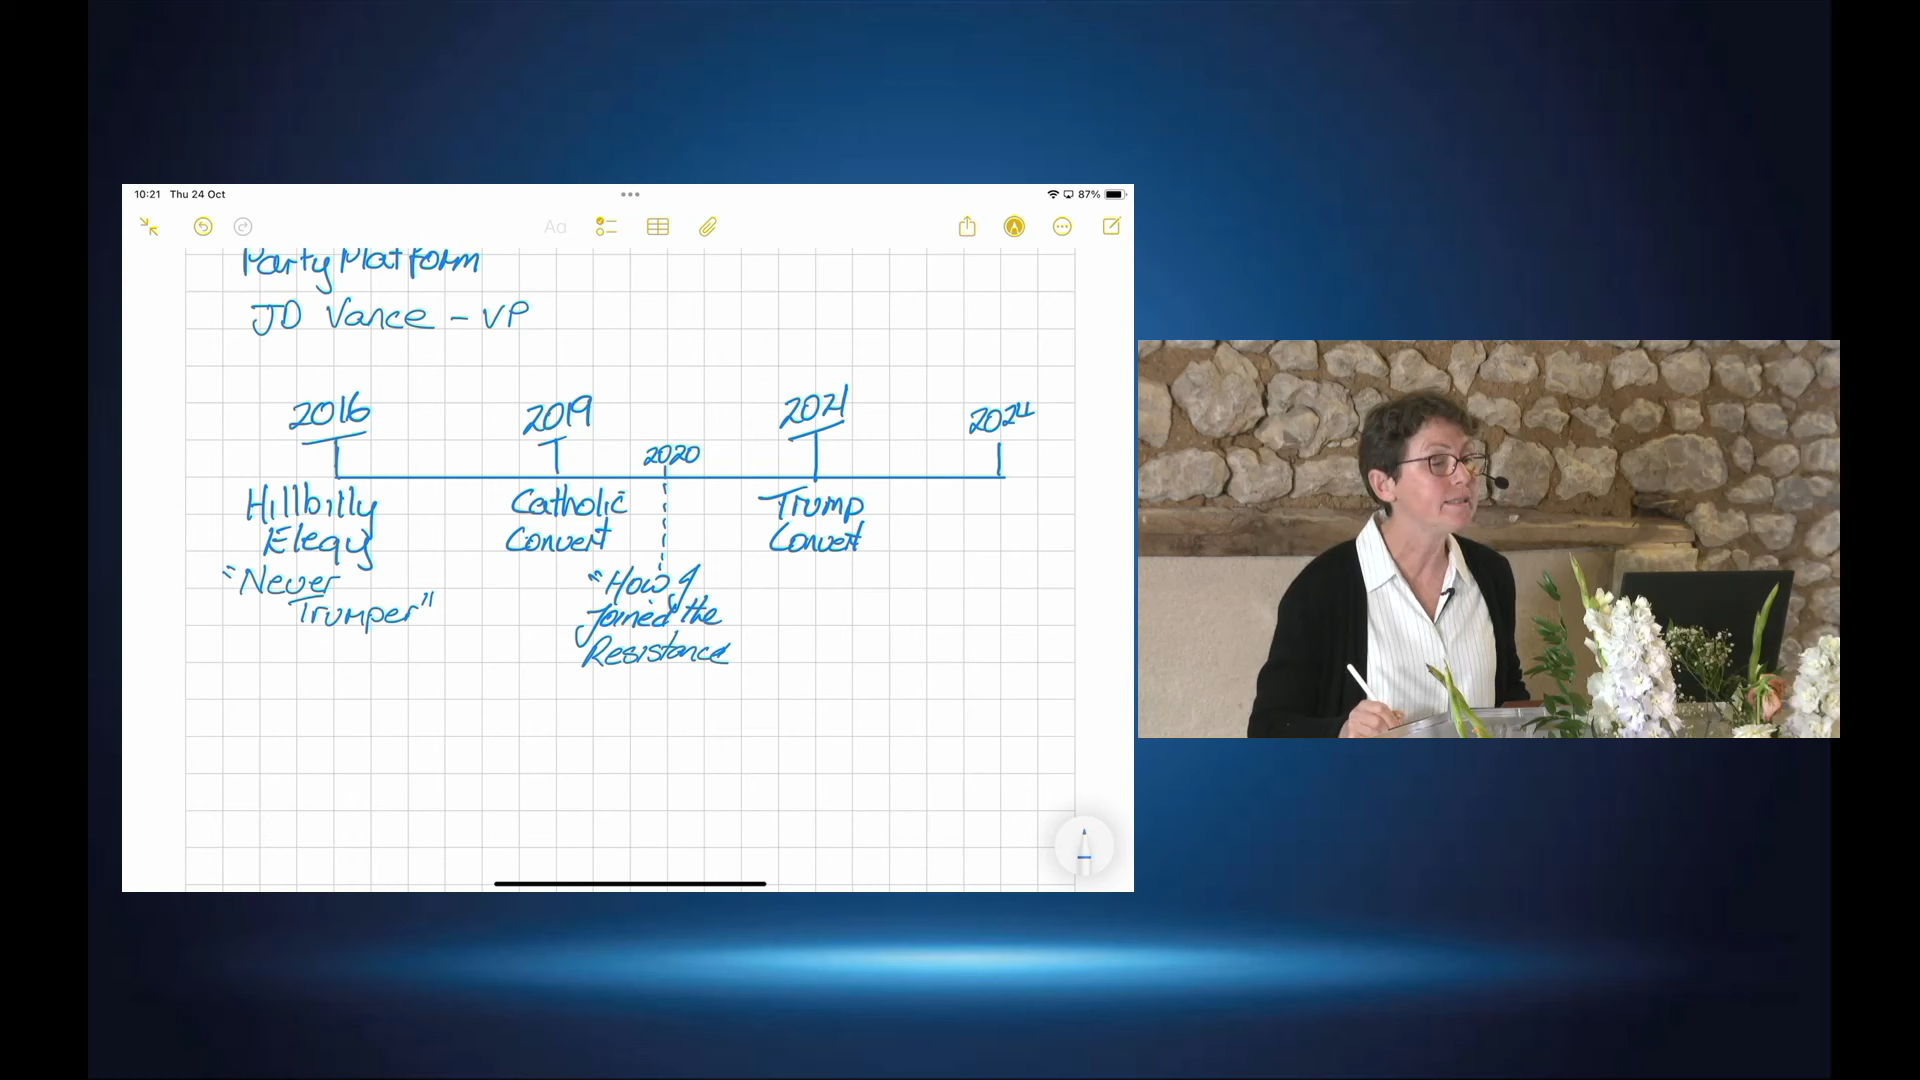 10:21 Thu 24 Oct
87%
Aa
Party Platform
JD Vance - VP
2016
2019
2020
2021
2024
Hillbilly
Elegy
"Never
Trumper"
Catholic
Convert
"How I
Joined the
Resistance
Trump
Convert